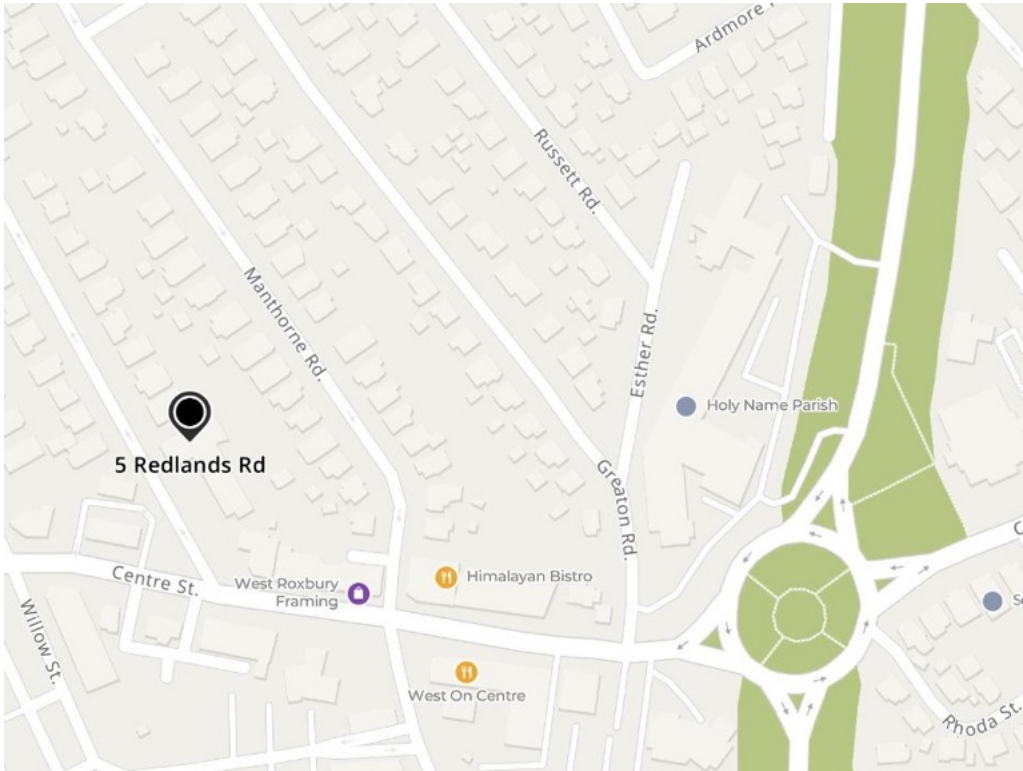 Ardmore
Russett Rd.
Manthorne Rd.
Esther Rd.
Holy Name Parish
5 Redlands Rd
Greaton Rd.
Centre St.
West Roxbury
Framing
Himalayan Bistro
Willow St.
West On Centre
Rhoda St.